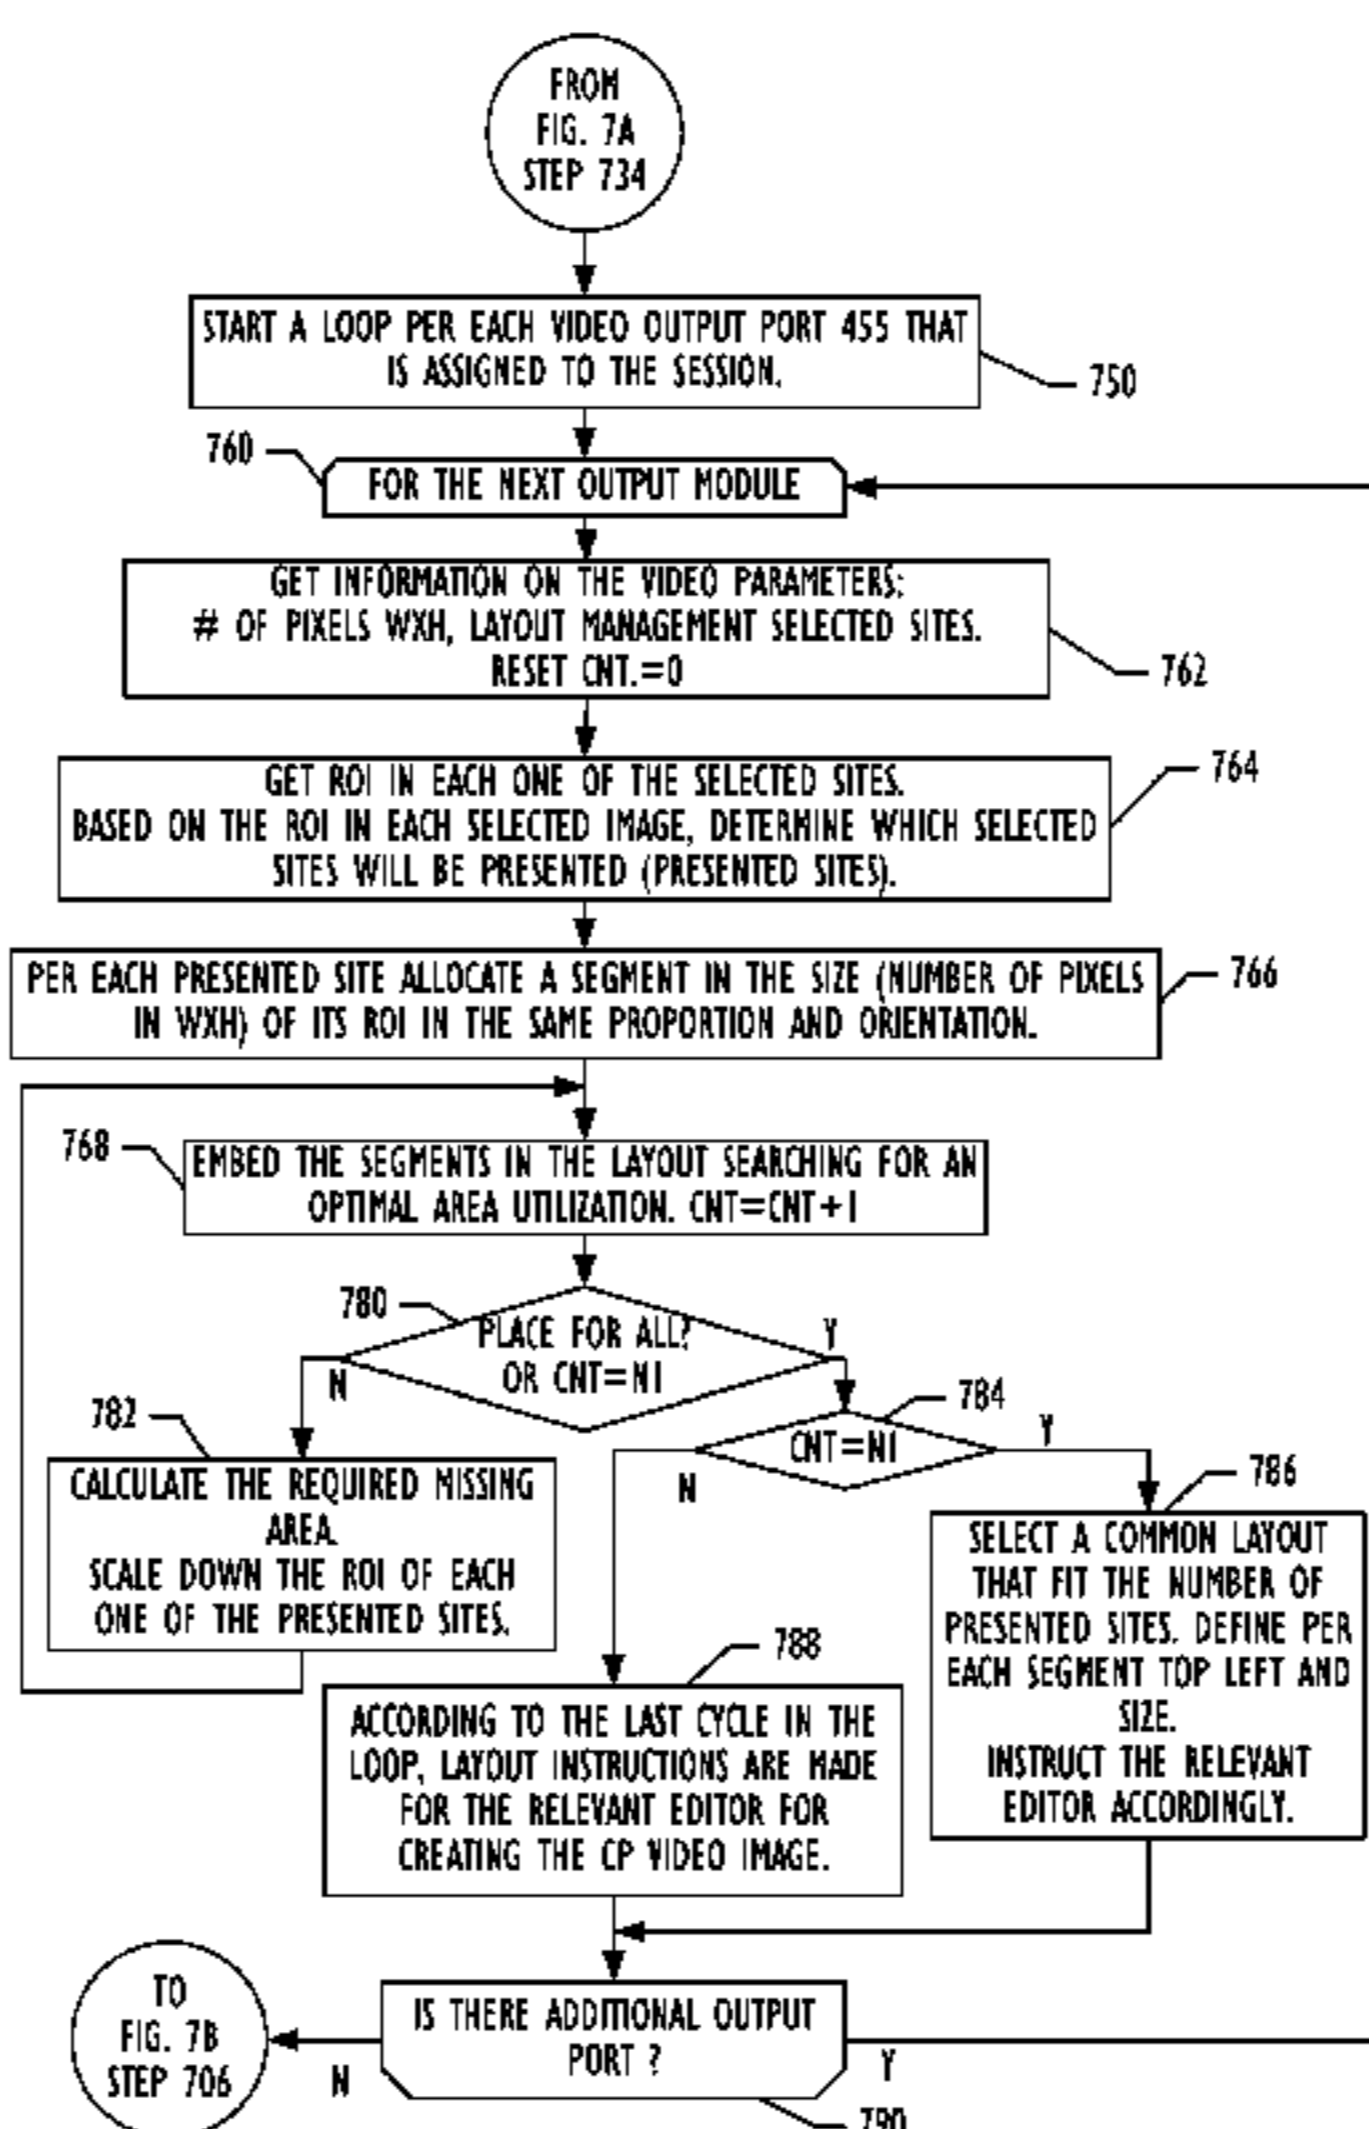 FROM
FIG. 7A
STEP 734
START A LOOP PER EACH VIDEO OUTPUT PORT 455 THAT
IS ASSIGNED TO THE SESSION.
750
760
FOR THE NEXT OUTPUT MODULE
GET INFORMATION ON THE VIDEO PARAMETERS:
# OF PIXELS WXH, LAYOUT MANAGEMENT SELECTED SITES.
RESET CNT.=0
762
GET ROI IN EACH ONE OF THE SELECTED SITES.
BASED ON THE ROI IN EACH SELECTED IMAGE, DETERMINE WHICH SELECTED
SITES WILL BE PRESENTED (PRESENTED SITES).
764
PER EACH PRESENTED SITE ALLOCATE A SEGMENT IN THE SIZE (NUMBER OF PIXELS
IN WXH) OF ITS ROI IN THE SAME PROPORTION AND ORIENTATION.
766
768
EMBED THE SEGMENTS IN THE LAYOUT SEARCHING FOR AN
OPTIMAL AREA UTILIZATION. CNT=CNT+1
780
PLACE FOR ALL?
OR CNT=N1
Y
N
782
CALCULATE THE REQUIRED MISSING
AREA.
SCALE DOWN THE ROI OF EACH
ONE OF THE PRESENTED SITES.
784
CNT=N1
Y
N
786
SELECT A COMMON LAYOUT
THAT FIT THE NUMBER OF
PRESENTED SITES. DEFINE PER
EACH SEGMENT TOP LEFT AND
SIZE.
INSTRUCT THE RELEVANT
EDITOR ACCORDINGLY.
788
ACCORDING TO THE LAST CYCLE IN THE
LOOP, LAYOUT INSTRUCTIONS ARE MADE
FOR THE RELEVANT EDITOR FOR
CREATING THE CP VIDEO IMAGE.
TO
FIG. 7B
STEP 706
N
IS THERE ADDITIONAL OUTPUT
PORT ?
Y
790